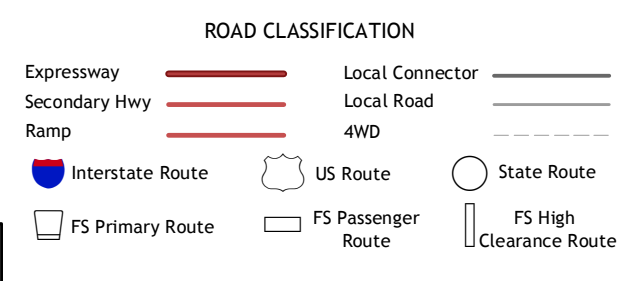 ROAD CLASSIFICATION
Expressway
Local Connector
Secondary Hwy
Local Road
Ramp
4WD
Interstate Route
US Route
State Route
FS Primary Route
FS Passenger
Route
FS High
Clearance Route